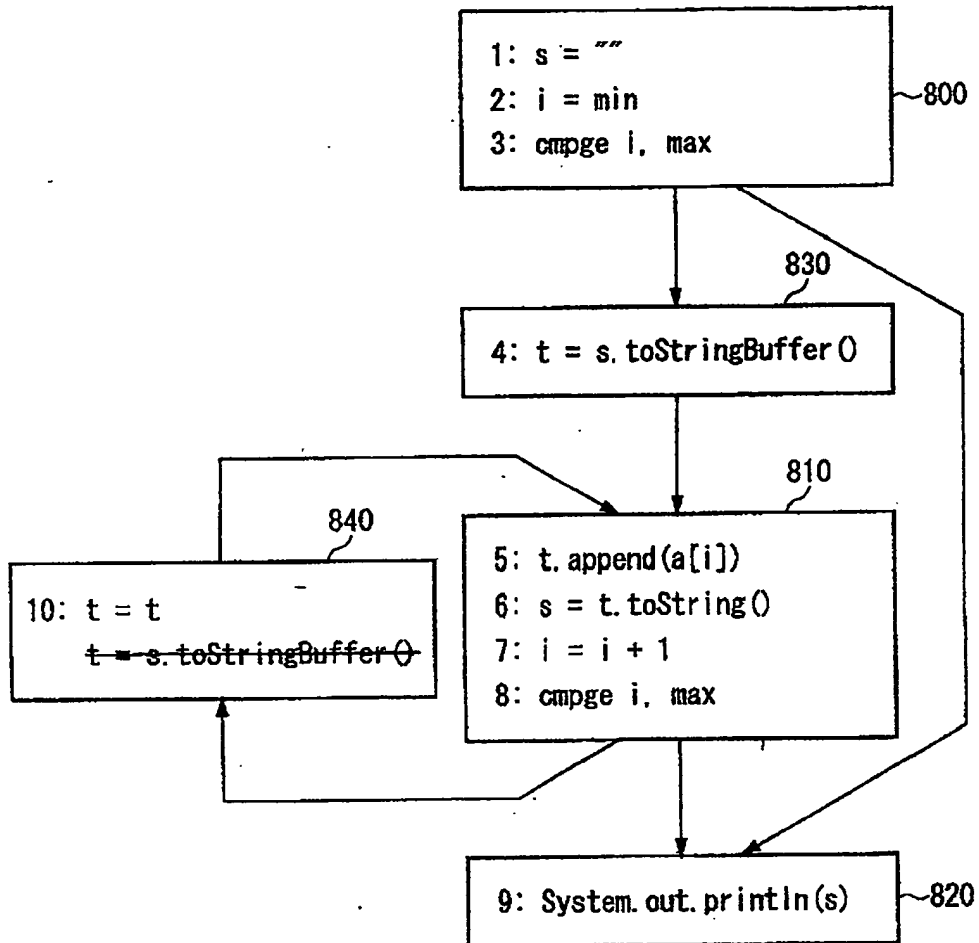 1: s = ""
2: i = min
3: cmpge i, max
800
830
4: t = s.toStringBuffer()
810
5: t.append(a[i])
6: s = t.toString()
7: i = i + 1
8: cmpge i, max
840
10: t = t
t = s.toStringBuffer()
9: System.out.println(s)
820